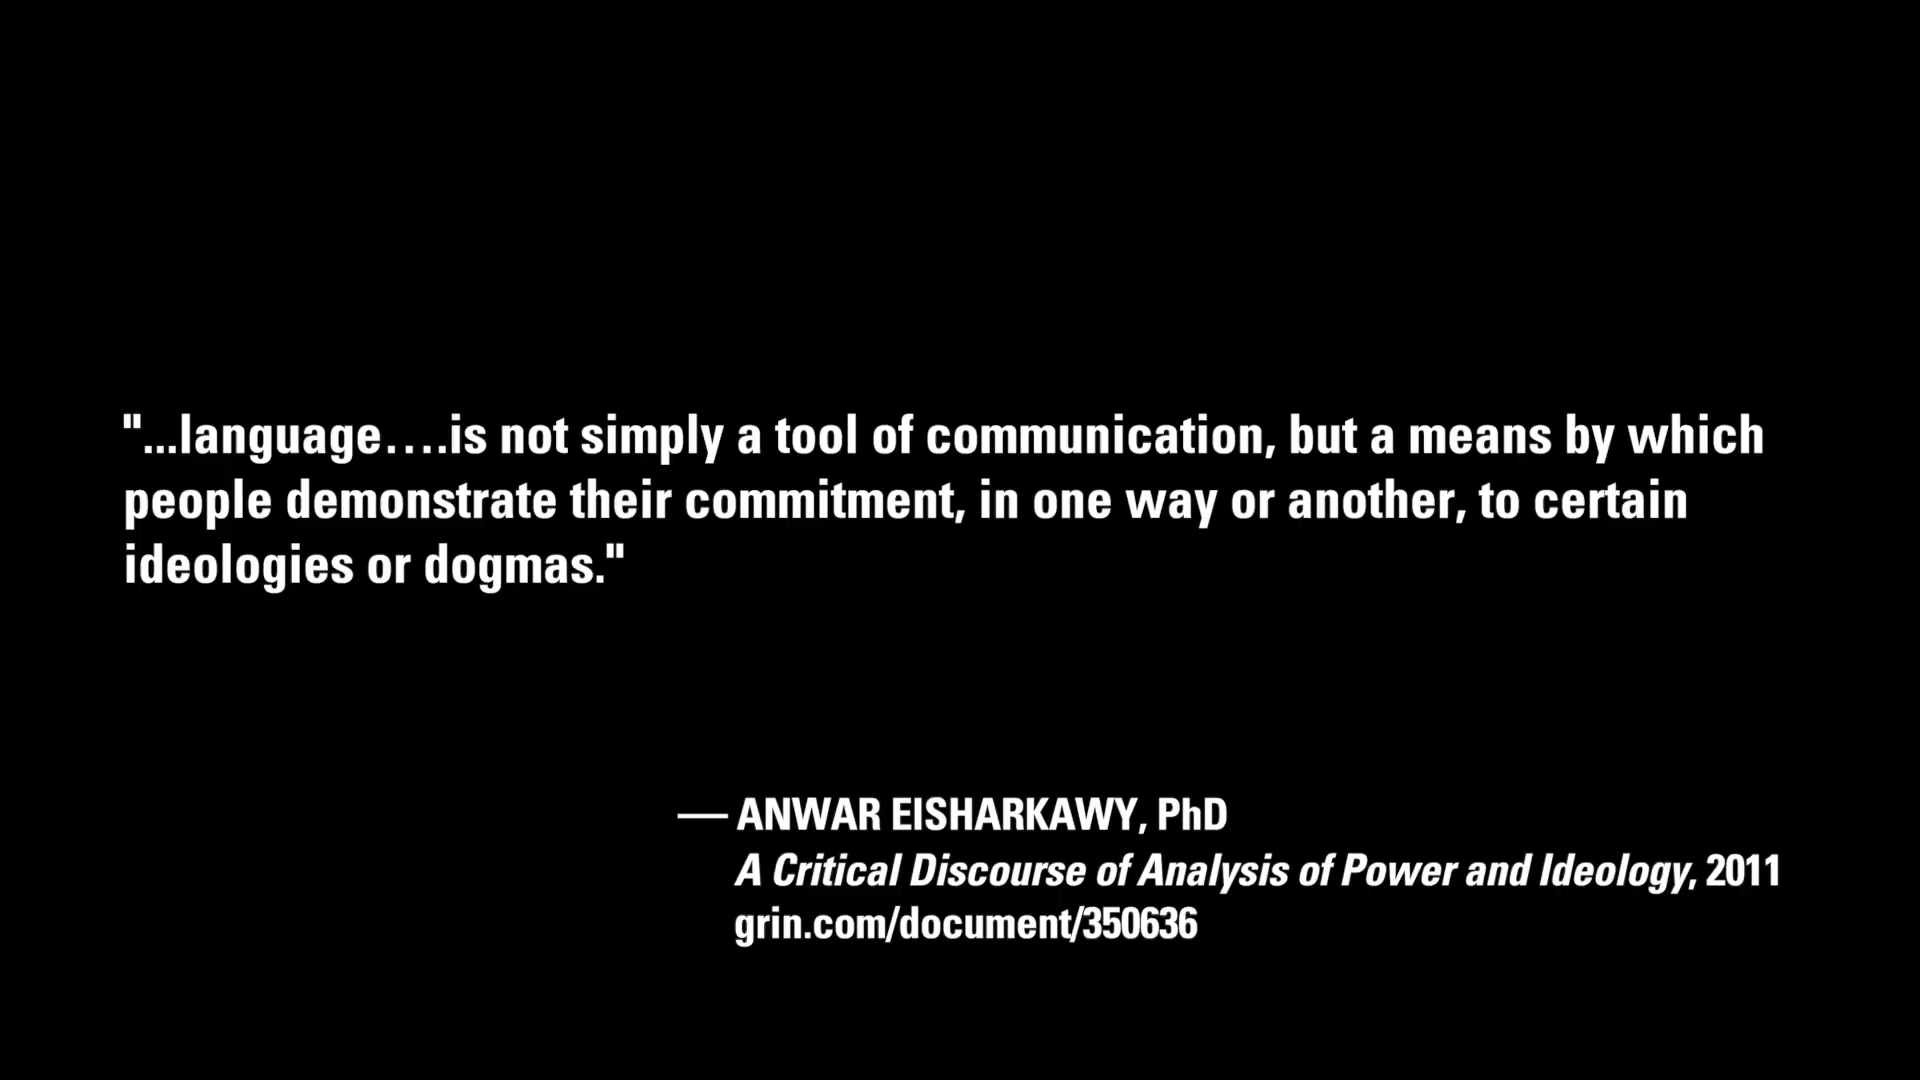 "...language….is not simply a tool of communication, but a means by which
people demonstrate their commitment, in one way or another, to certain
ideologies or dogmas."
— ANWAR EISHARKAWY, PhD
A Critical Discourse of Analysis of Power and Ideology, 2011
grin.com/document/350636